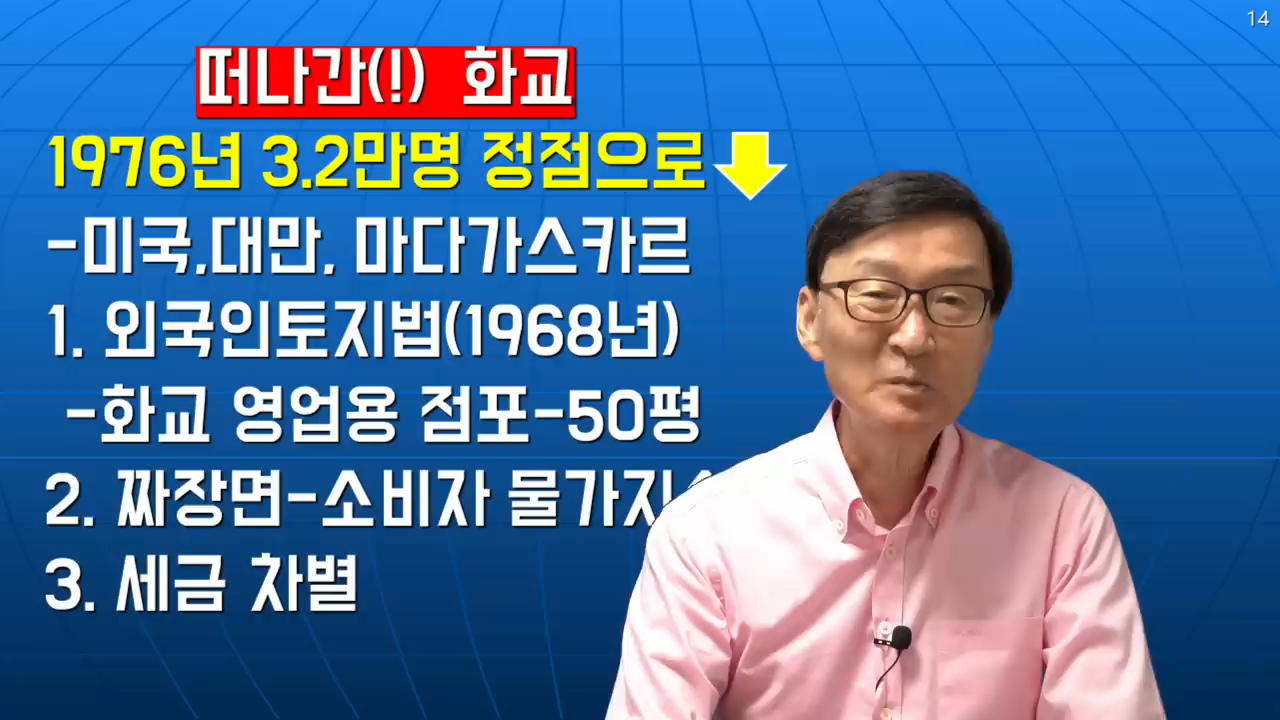 14
떠나간(!) 화교
1976년 3.2만명 정점으로
-미국,대만, 마다가스카르
1. 외국인토지법(1968년)
-화교 영업용 점포-50평
2. 짜장면-소비자
3. 세금 차별